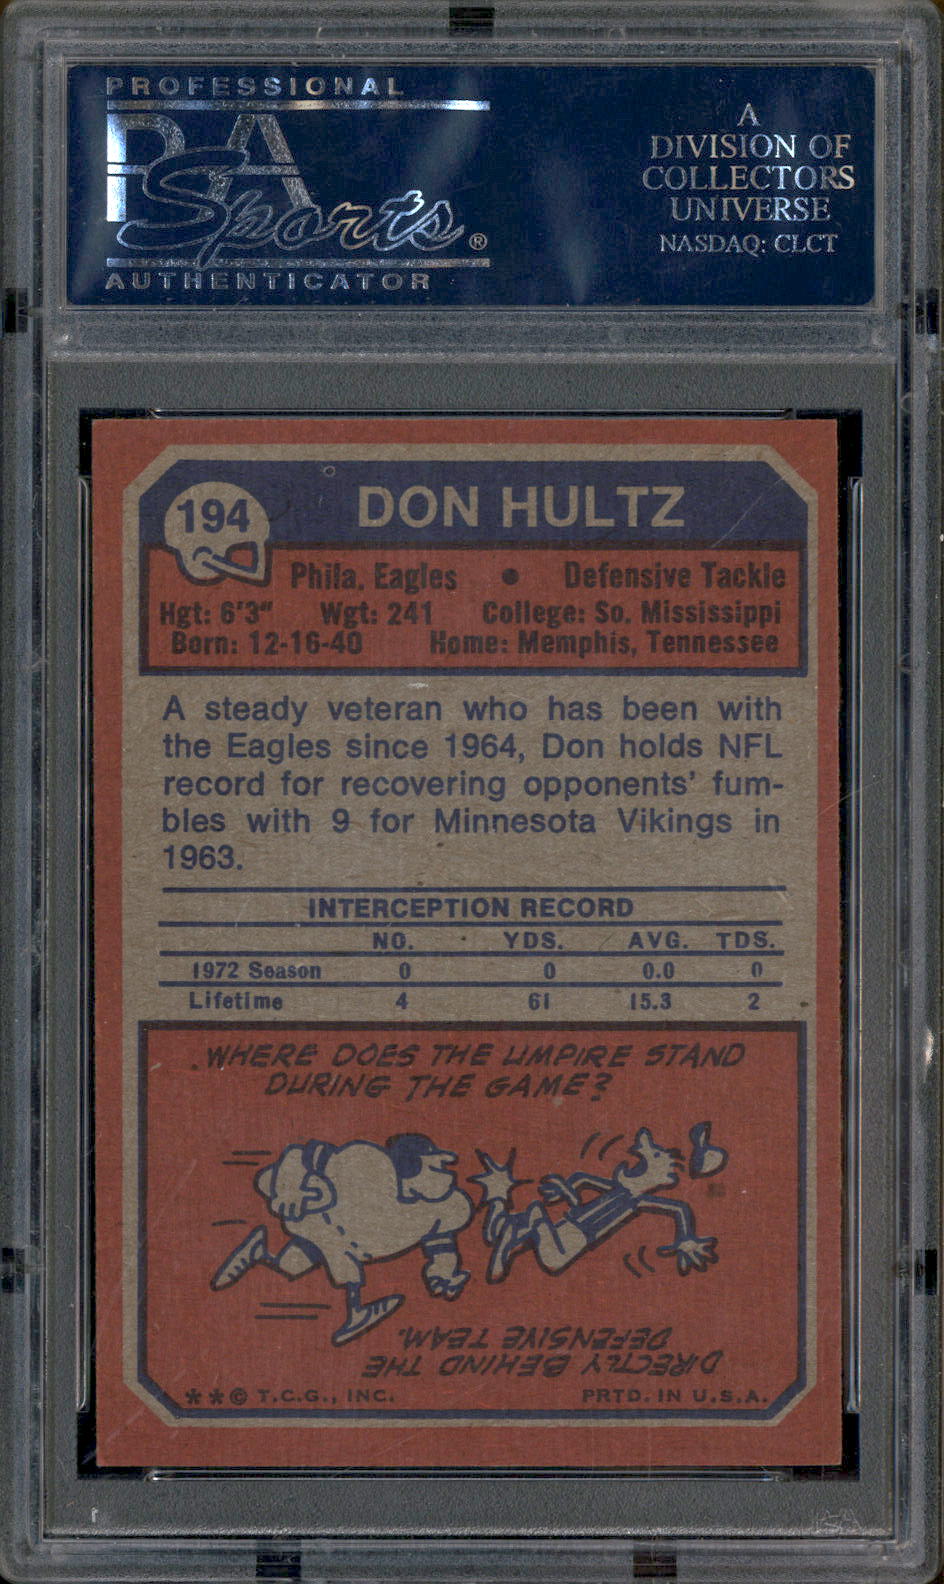 PROFESSIONAL
PSA
Sports®
AUTHENTICATOR
A
DIVISION OF
COLLECTORS
UNIVERSE
NASDAQ: CLCT
194
DON HULTZ
Phila. Eagles • Defensive Tackle
Hgt: 6'3" Wgt: 241 College: So. Mississippi
Born: 12-16-40 Home: Memphis, Tennessee
A steady veteran who has been with
the Eagles since 1964, Don holds NFL
record for recovering opponents' fum-
bles with 9 for Minnesota Vikings in
1963.
INTERCEPTION RECORD
NO. YDS. AVG. TDS.
1972 Season 0 0 0.0 0
Lifetime 4 61 15.3 2
WHERE DOES THE UMPIRE STAND
DURING THE GAME?
DIRECTLY BEHIND THE
DEFENSIVE TEAM.
**© T.C.G., INC. PRTD. IN U.S.A.
PSA